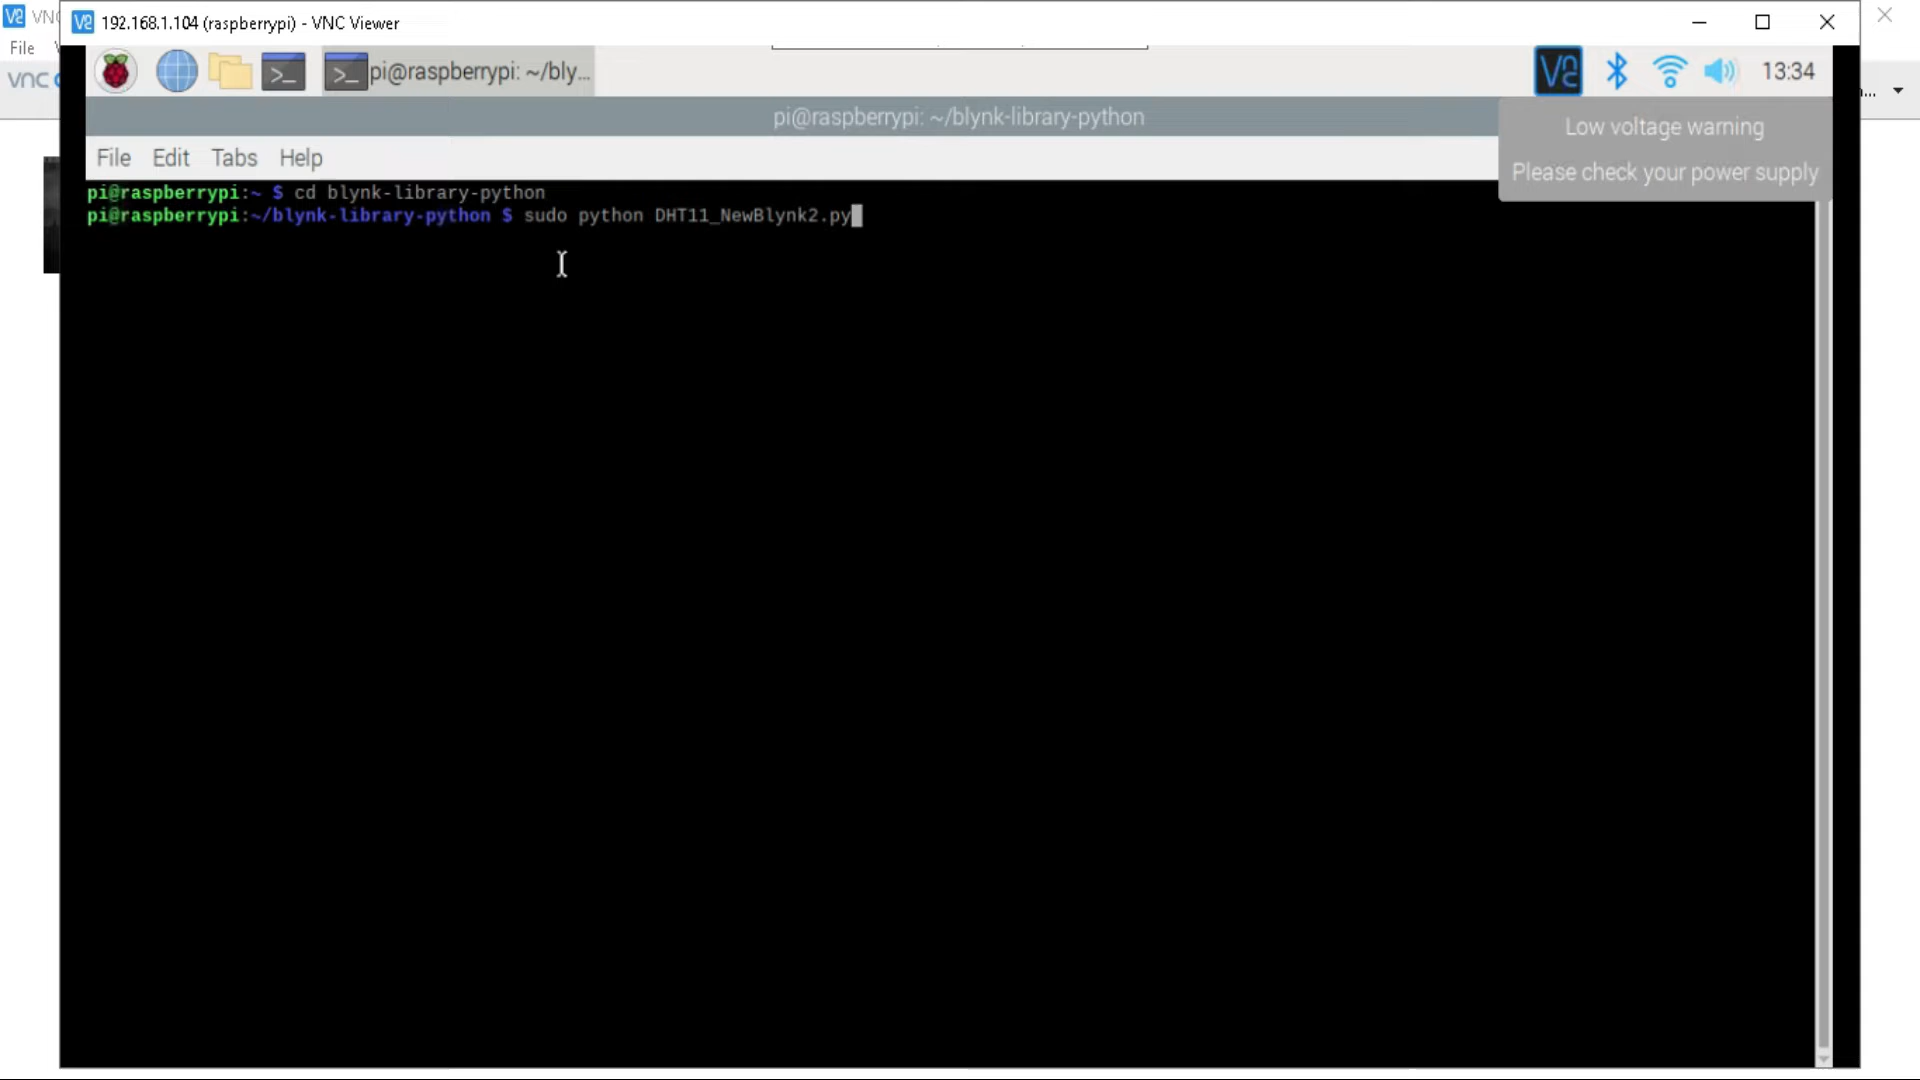 VNC
192.168.1.104 (raspberrypi) - VNC Viewer
File
vnc
pi@raspberrypi: ~/bly...
13:34
...
pi@raspberrypi: ~/blynk-library-python
Low voltage warning
Please check your power supply
File Edit Tabs Help
pi@raspberrypi:~ $ cd blynk-library-python
pi@raspberrypi:~/blynk-library-python $ sudo python DHT11_NewBlynk2.py